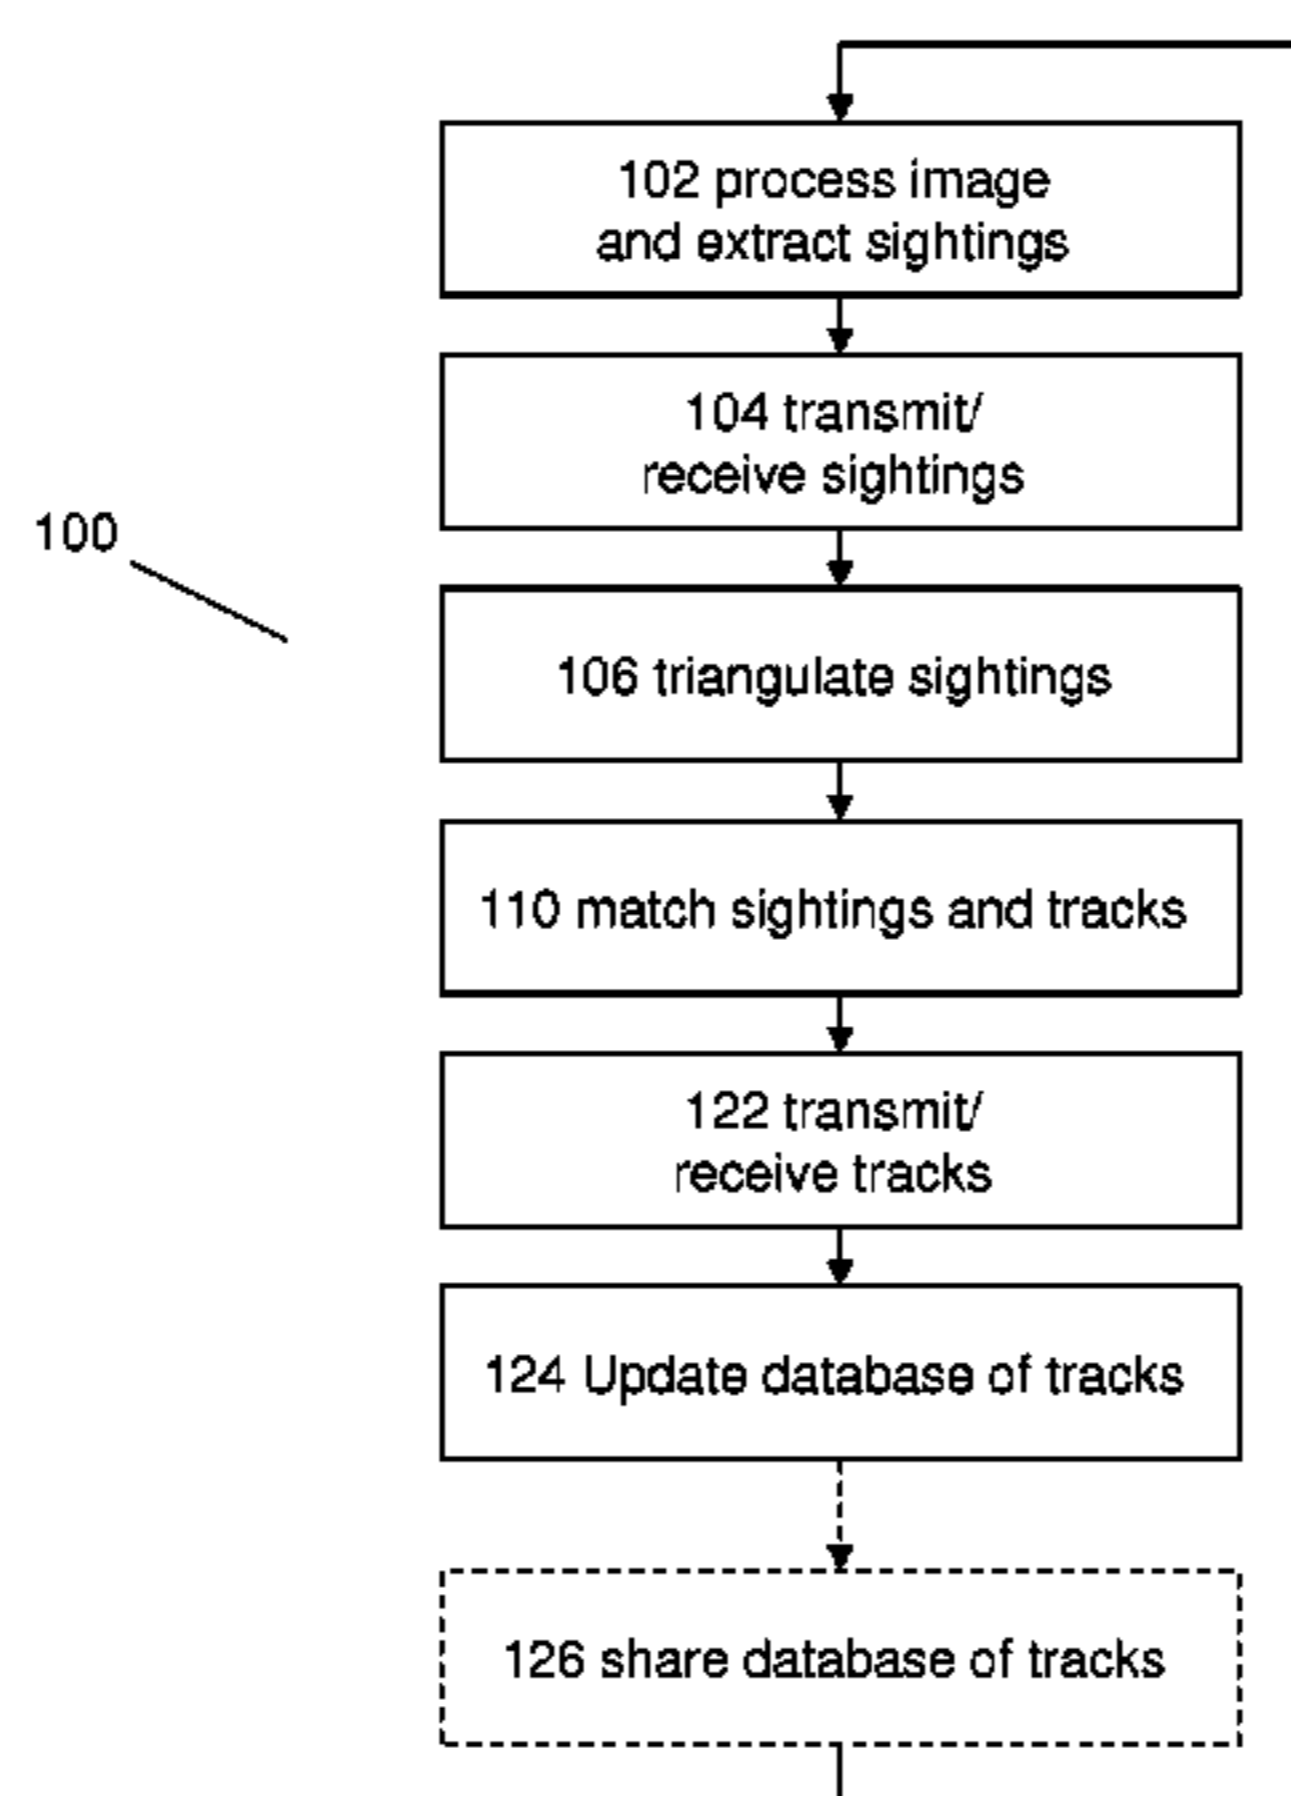 102 process image
and extract sightings
104 transmit/
receive sightings
100
106 triangulate sightings
110 match sightings and tracks
122 transmit/
receive tracks
124 Update database of tracks
126 share database of tracks